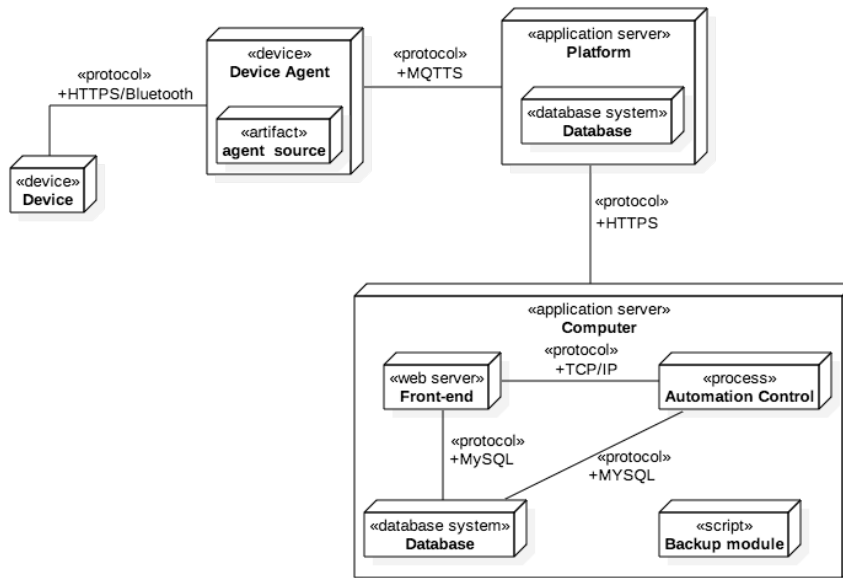 «device»
Device Agent
«artifact»
agent source
«protocol»
+HTTPS/Bluetooth
«device»
Device
«protocol»
+MQTTS
«application server»
Platform
«database system»
Database
«protocol»
+HTTPS
«application server»
Computer
«web server»
Front-end
«protocol»
+TCP/IP
«process»
Automation Control
«protocol»
+MySQL
«protocol»
+MYSQL
«database system»
Database
«script»
Backup module